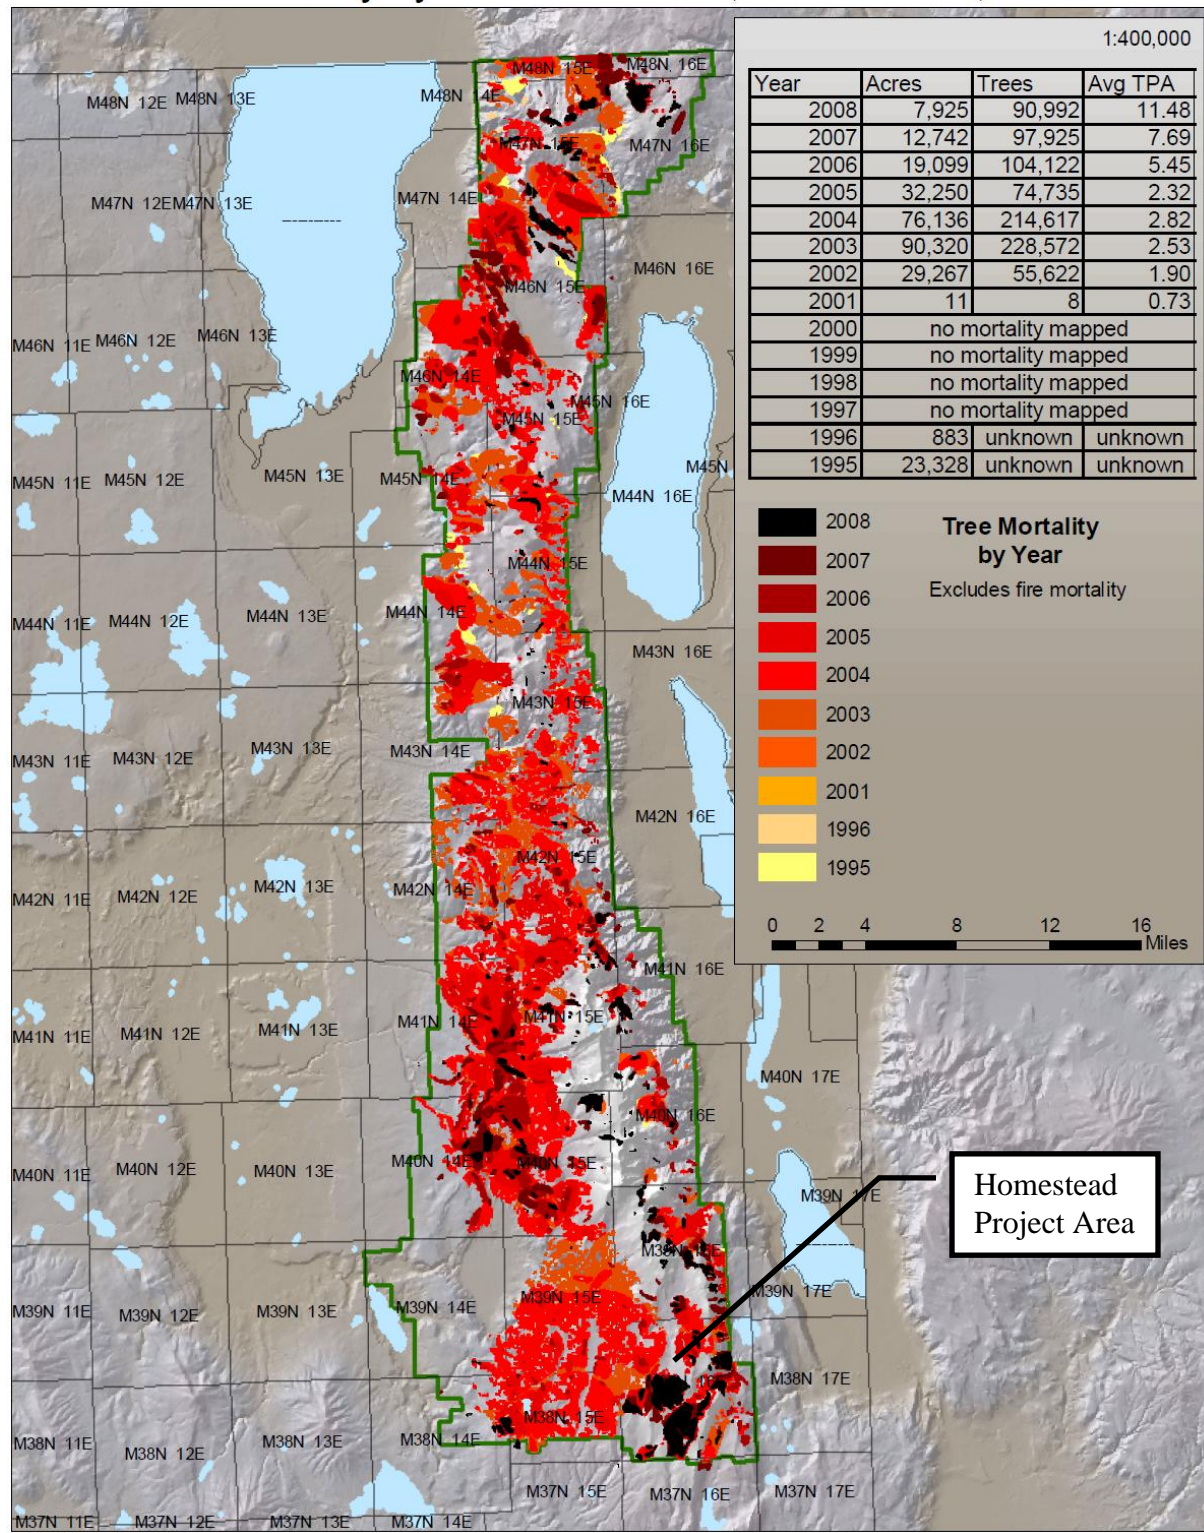 1:400,000
Year Acres Trees Avg TPA
2008 7,925 90,992 11.48
2007 12,742 97,925 7.69
2006 19,099 104,122 5.45
2005 32,250 74,735 2.32
2004 76,136 214,617 2.82
2003 90,320 228,572 2.53
2002 29,267 55,622 1.90
2001 11 8 0.73
2000 no mortality mapped
1999 no mortality mapped
1998 no mortality mapped
1997 no mortality mapped
1996 883 unknown unknown
1995 23,328 unknown unknown
Tree Mortality
by Year
Excludes fire mortality
2008
2007
2006
2005
2004
2003
2002
2001
1996
1995
0 2 4 8 12 16
Miles
Homestead
Project Area
M48N 12E M48N 13E M48N 14E M48N 15E M48N 16E
M47N 15E M47N 16E
M47N 12E M47N 13E M47N 14E
M46N 15E M46N 16E
M46N 11E M46N 12E M46N 13E
M46N 14E M45N 15E M45N 16E
M45N 11E M45N 12E M45N 13E M45N 14E M44N 16E M45N
M44N 15E
M44N 11E M44N 12E M44N 13E M44N 14E
M43N 15E M43N 16E
M43N 11E M43N 12E M43N 13E M43N 14E
M42N 15E M42N 16E
M42N 11E M42N 12E M42N 13E M42N 14E
M41N 16E
M41N 11E M41N 12E M41N 13E M41N 14E M41N 15E
M40N 16E M40N 17E
M40N 11E M40N 12E M40N 13E M40N 14E M40N 15E
M39N 16E M39N 17E
M39N 11E M39N 12E M39N 13E M39N 14E M39N 15E M39N 17E
M38N 17E
M38N 11E M38N 12E M38N 13E M38N 14E M38N 15E
M37N 15E M37N 16E M37N 17E
M37N 11E M37N 12E M37N 13E M37N 14E